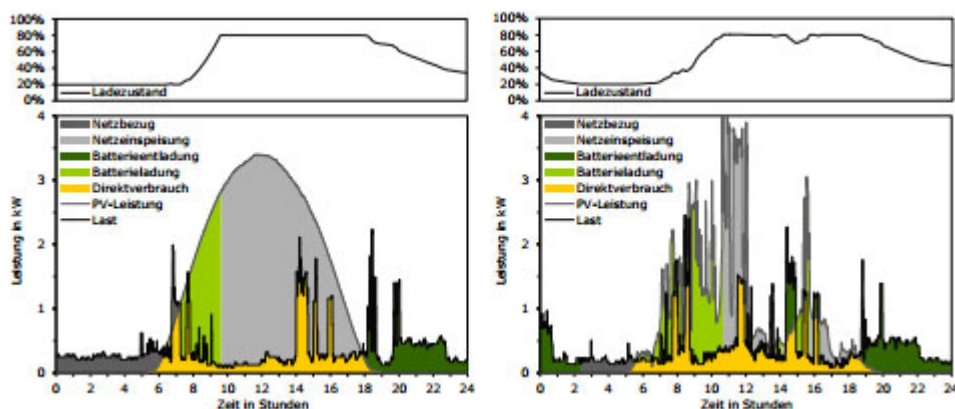 100%
80%
60%
40%
20%
0%
Ladezustand
4
3
2
1
0
Leistung in kW
Netzbezug
Netzeinspeisung
Batterieentladung
Batterieladung
Direktverbrauch
PV-Leistung
Last
0 2 4 6 8 10 12 14 16 18 20 22 24
Zeit in Stunden
100%
80%
60%
40%
20%
0%
Ladezustand
4
3
2
1
0
Leistung in kW
Netzbezug
Netzeinspeisung
Batterieentladung
Batterieladung
Direktverbrauch
PV-Leistung
Last
0 2 4 6 8 10 12 14 16 18 20 22 24
Zeit in Stunden